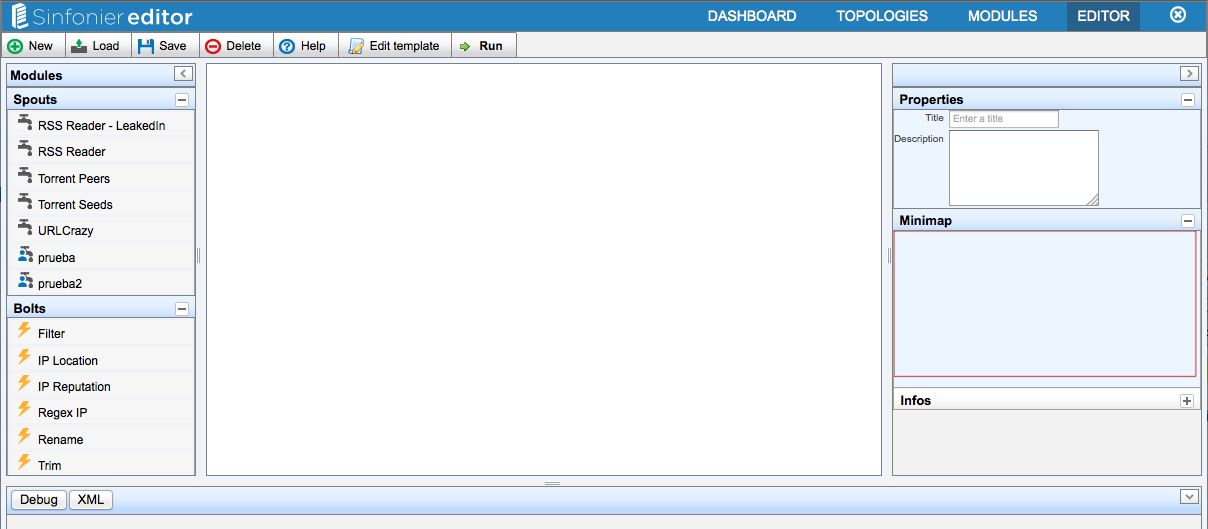 Sinfonier editor
DASHBOARD TOPOLOGIES MODULES EDITOR
New Load Save Delete Help Edit template Run
Modules
Spouts
RSS Reader - LeakedIn
RSS Reader
Torrent Peers
Torrent Seeds
URLCrazy
prueba
prueba2
Bolts
Filter
IP Location
IP Reputation
Regex IP
Rename
Trim
Properties
Title Enter a title
Description
Minimap
Infos
Debug XML